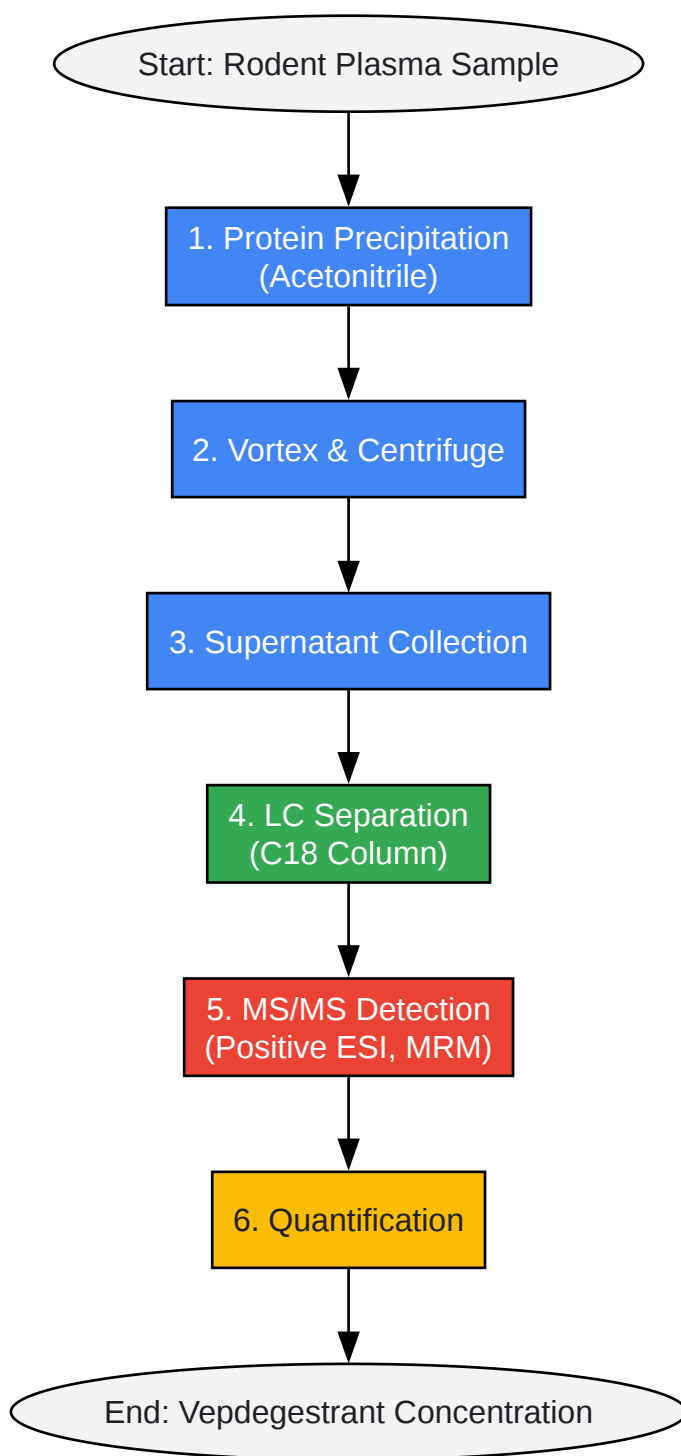 Start: Rodent Plasma Sample
1. Protein Precipitation
(Acetonitrile)
2. Vortex & Centrifuge
3. Supernatant Collection
4. LC Separation
(C18 Column)
5. MS/MS Detection
(Positive ESI, MRM)
6. Quantification
End: Vepdegestrant Concentration